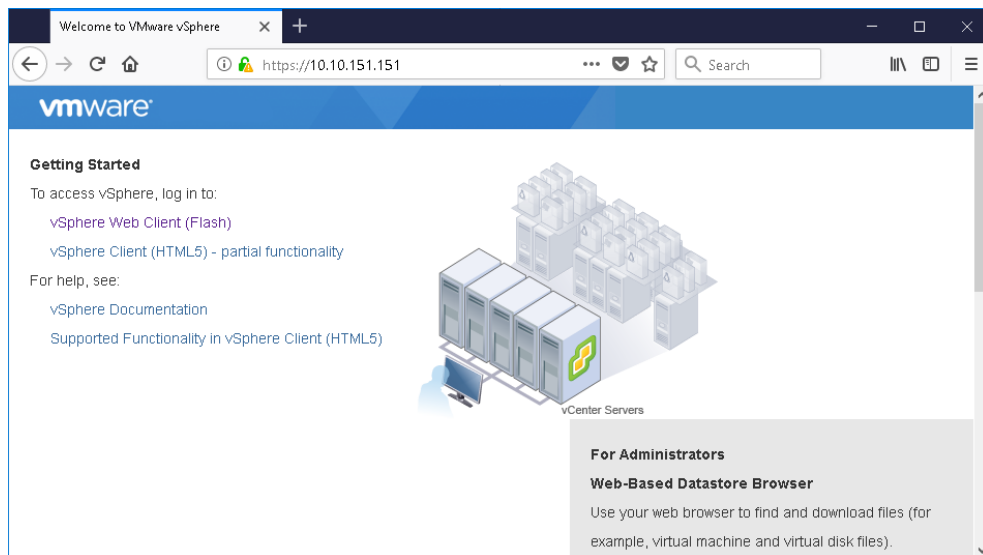 Welcome to VMware vSphere
https://10.10.151.151
Search
vmware
Getting Started
To access vSphere, log in to:
vSphere Web Client (Flash)
vSphere Client (HTML5) - partial functionality
For help, see:
vSphere Documentation
Supported Functionality in vSphere Client (HTML5)
vCenter Servers
For Administrators
Web-Based Datastore Browser
Use your web browser to find and download files (for
example, virtual machine and virtual disk files).